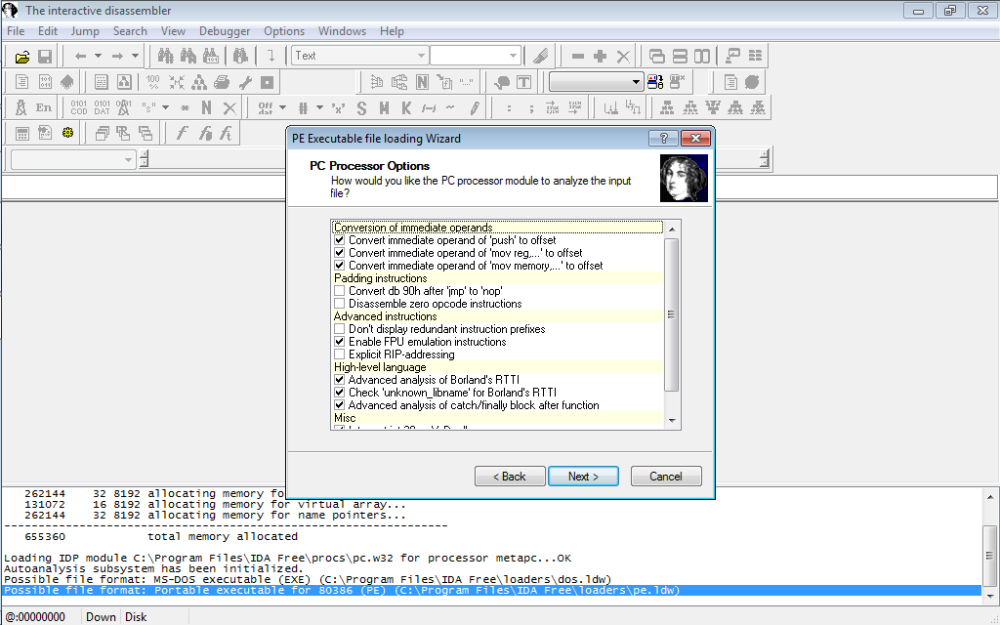 The interactive disassembler
File Edit Jump Search View Debugger Options Windows Help
Text
En
PE Executable file loading Wizard
PC Processor Options
How would you like the PC processor module to analyze the input
file?
Conversion of immediate operands
Convert immediate operand of 'push' to offset
Convert immediate operand of 'mov reg,...' to offset
Convert immediate operand of 'mov memory,...' to offset
Padding instructions
Convert db 90h after 'jmp' to 'nop'
Disassemble zero opcode instructions
Advanced instructions
Don't display redundant instruction prefixes
Enable FPU emulation instructions
Explicit RIP-addressing
High-level language
Advanced analysis of Borland's RTTI
Check 'unknown_libname' for Borland's RTTI
Advanced analysis of catch/finally block after function
Misc
< Back Next > Cancel
262144 32 8192 allocating memory fo
131072 16 8192 allocating memory for virtual array...
262144 32 8192 allocating memory for name pointers...
-----------------------------------------------------------------
655360 total memory allocated
Loading IDP module C:\Program Files\IDA Free\procs\pc.w32 for processor metapc...OK
Autoanalysis subsystem has been initialized.
Possible file format: MS-DOS executable (EXE) (C:\Program Files\IDA Free\loaders\dos.ldw)
Possible file format: Portable executable for 80386 (PE) (C:\Program Files\IDA Free\loaders\pe.ldw)
@:00000000 Down Disk